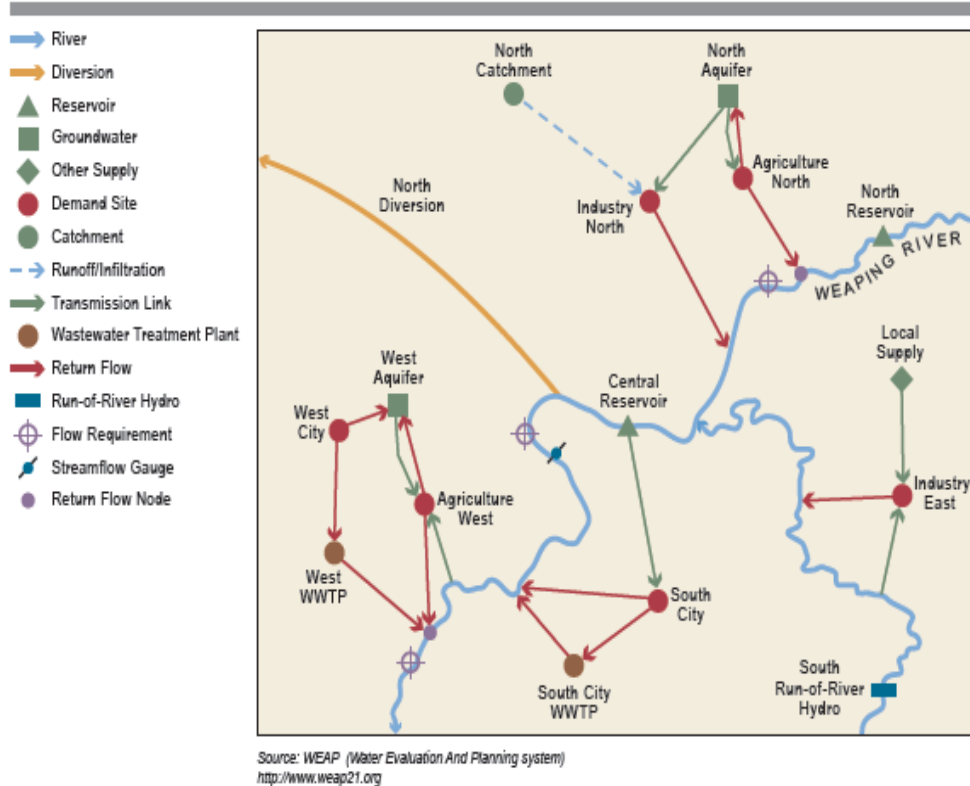 River
Diversion
Reservoir
Groundwater
Other Supply
Demand Site
Catchment
Runoff/Infiltration
Transmission Link
Wastewater Treatment Plant
Return Flow
Run-of-River Hydro
Flow Requirement
Streamflow Gauge
Return Flow Node
North
Catchment
North
Aquifer
North
Diversion
Industry
North
Agriculture
North
North
Reservoir
WEAPING RIVER
Local
Supply
West
Aquifer
Central
Reservoir
West
City
Agriculture
West
Industry
East
West
WWTP
South
City
South City
WWTP
South
Run-of-River
Hydro
Source: WEAP (Water Evaluation And Planning system)
http://www.weap21.org